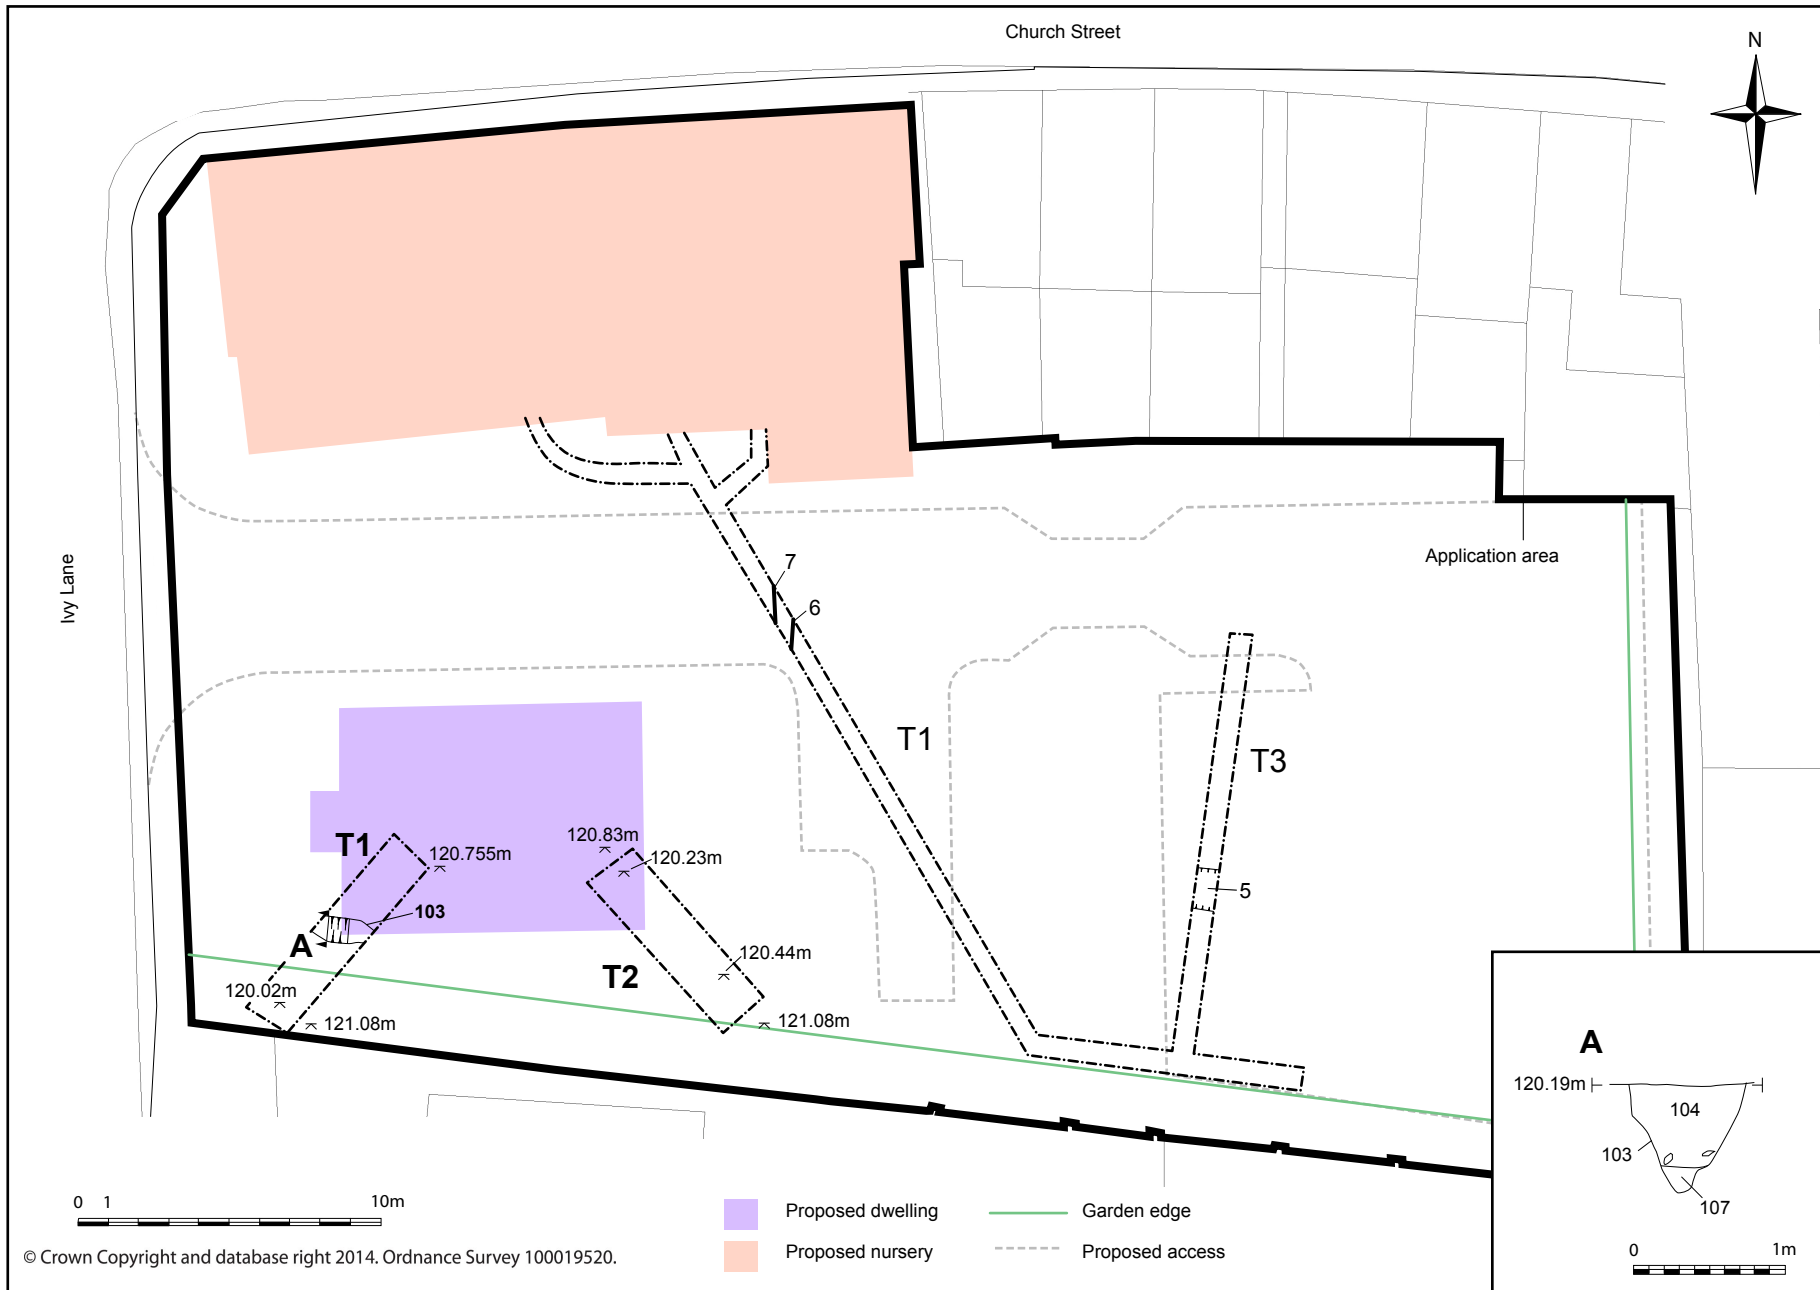 Church Street
N
Ivy Lane
Application area
7
6
T1
T3
5
T1
120.755m
103
A
120.02m
121.08m
120.83m
120.23m
120.44m
T2
121.08m
A
120.19m
104
103
107
0 1m
0 1 10m
Proposed dwelling
Garden edge
Proposed nursery
Proposed access
© Crown Copyright and database right 2014. Ordnance Survey 100019520.